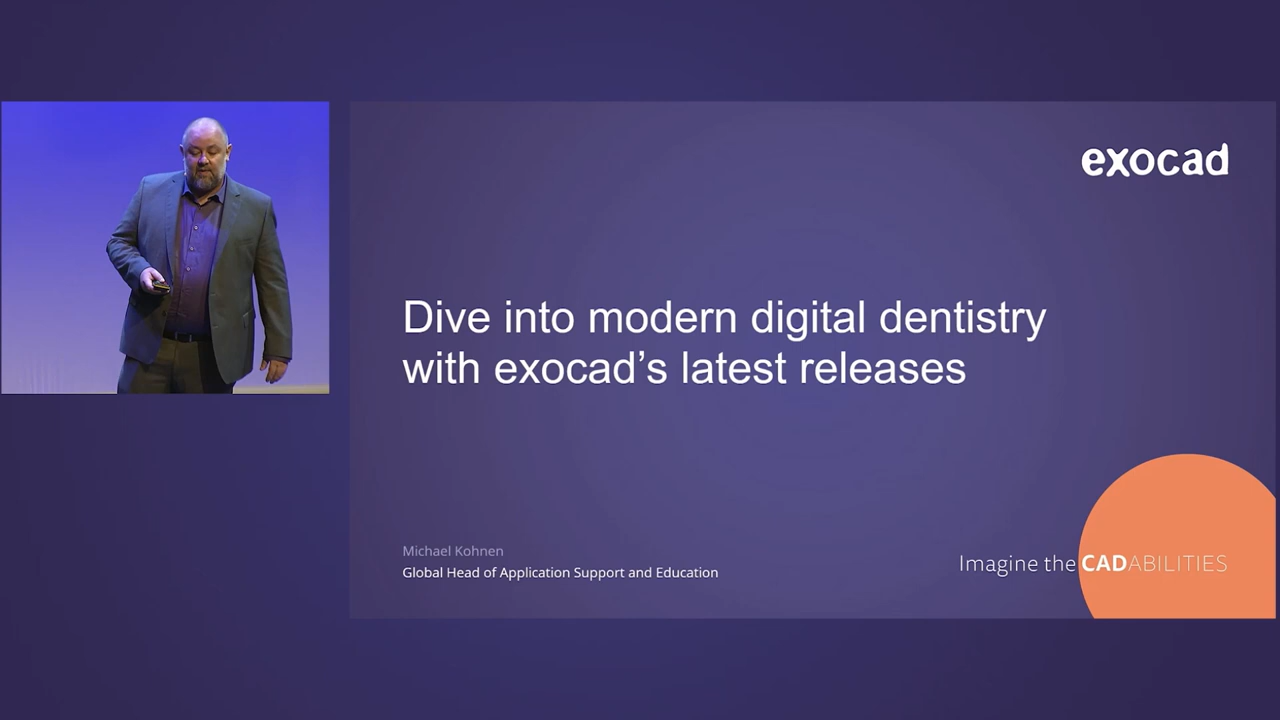 exocad
Dive into modern digital dentistry
with exocad’s latest releases
Michael Kohnen
Global Head of Application Support and Education
Imagine the CADABILITIES